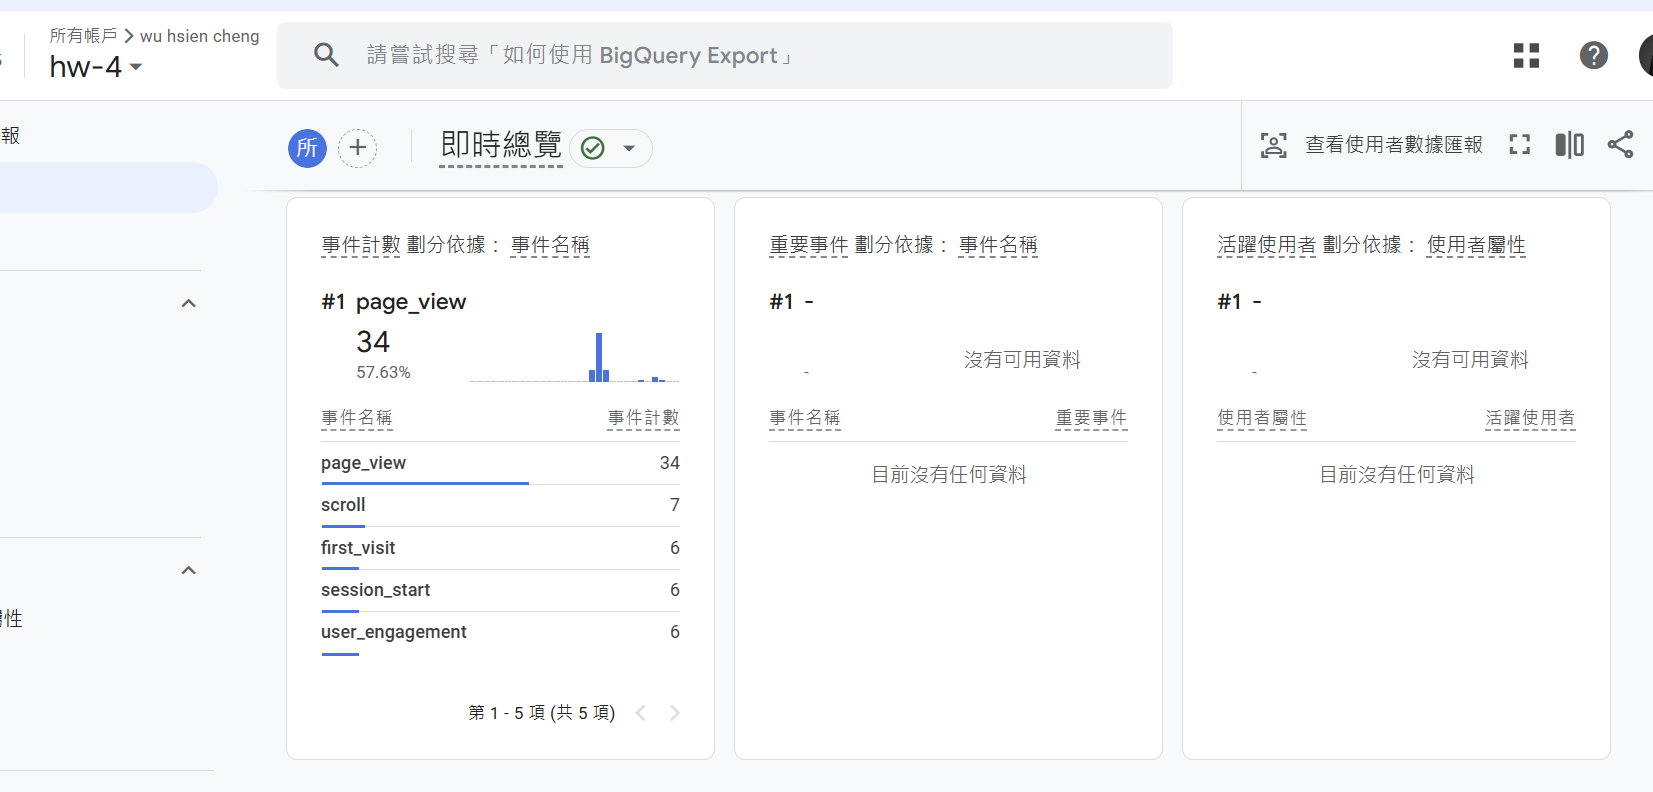 所有帳戶 > wu hsien cheng
hw-4
請嘗試搜尋「如何使用 BigQuery Export」
報
所
即時總覽
查看使用者數據匯報
事件計數 劃分依據： 事件名稱
#1 page_view
34
57.63%
事件名稱 事件計數
page_view 34
scroll 7
first_visit 6
session_start 6
user_engagement 6
第 1 - 5 項 (共 5 項)
重要事件 劃分依據： 事件名稱
#1 -
-
沒有可用資料
事件名稱 重要事件
目前沒有任何資料
活躍使用者 劃分依據： 使用者屬性
#1 -
-
沒有可用資料
使用者屬性 活躍使用者
目前沒有任何資料
性